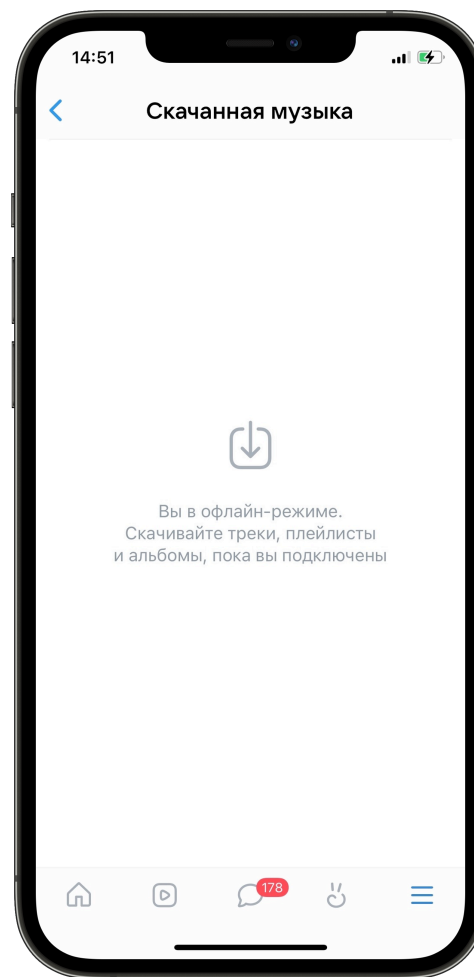 14:51
Скачанная музыка
Вы в офлайн-режиме.
Скачивайте треки, плейлисты
и альбомы, пока вы подключены
178